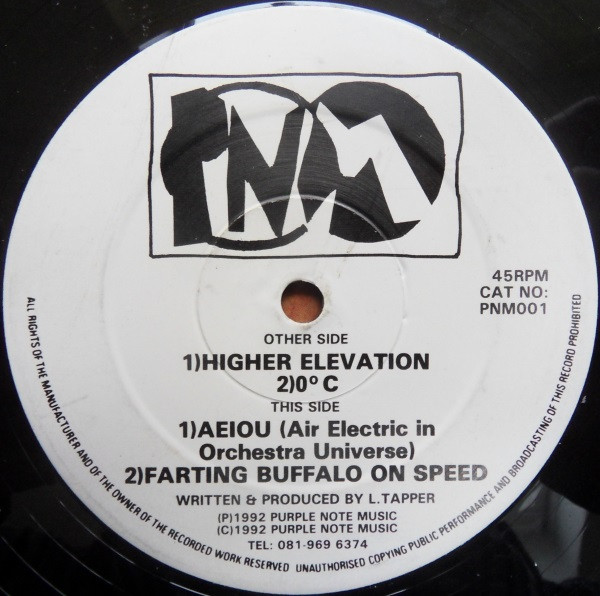 PNM
45RPM
CAT NO:
PNM001
OTHER SIDE
1)HIGHER ELEVATION
2)0º C
THIS SIDE
1)AEIOU (Air Electric in
Orchestra Universe)
2)FARTING BUFFALO ON SPEED
WRITTEN & PRODUCED BY L.TAPPER
(P)1992 PURPLE NOTE MUSIC
(C)1992 PURPLE NOTE MUSIC
TEL: 081-969 6374
ALL RIGHTS OF THE MANUFACTURER AND OF THE OWNER OF THE RECORDED WORK RESERVED UNAUTHORISED COPYING PUBLIC PERFORMANCE AND BROADCASTING OF THIS RECORD PROHIBITED